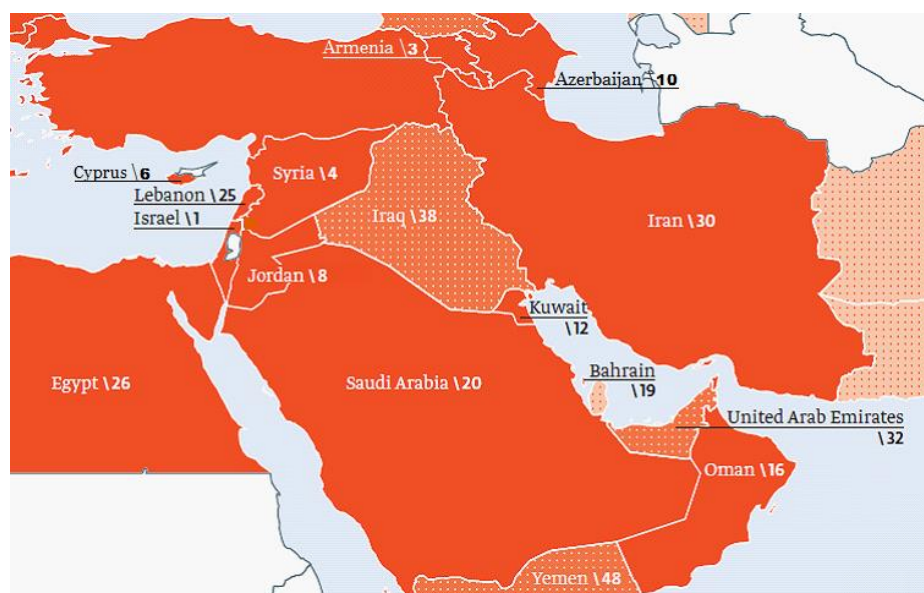 Armenia \3
Azerbaijan \10
Cyprus \6
Syria \4
Lebanon \25
Israel \1
Iraq \38
Iran \30
Jordan \8
Kuwait
\12
Egypt \26
Saudi Arabia \20
Bahrain
\19
United Arab Emirates
\32
Oman \16
Yemen \48